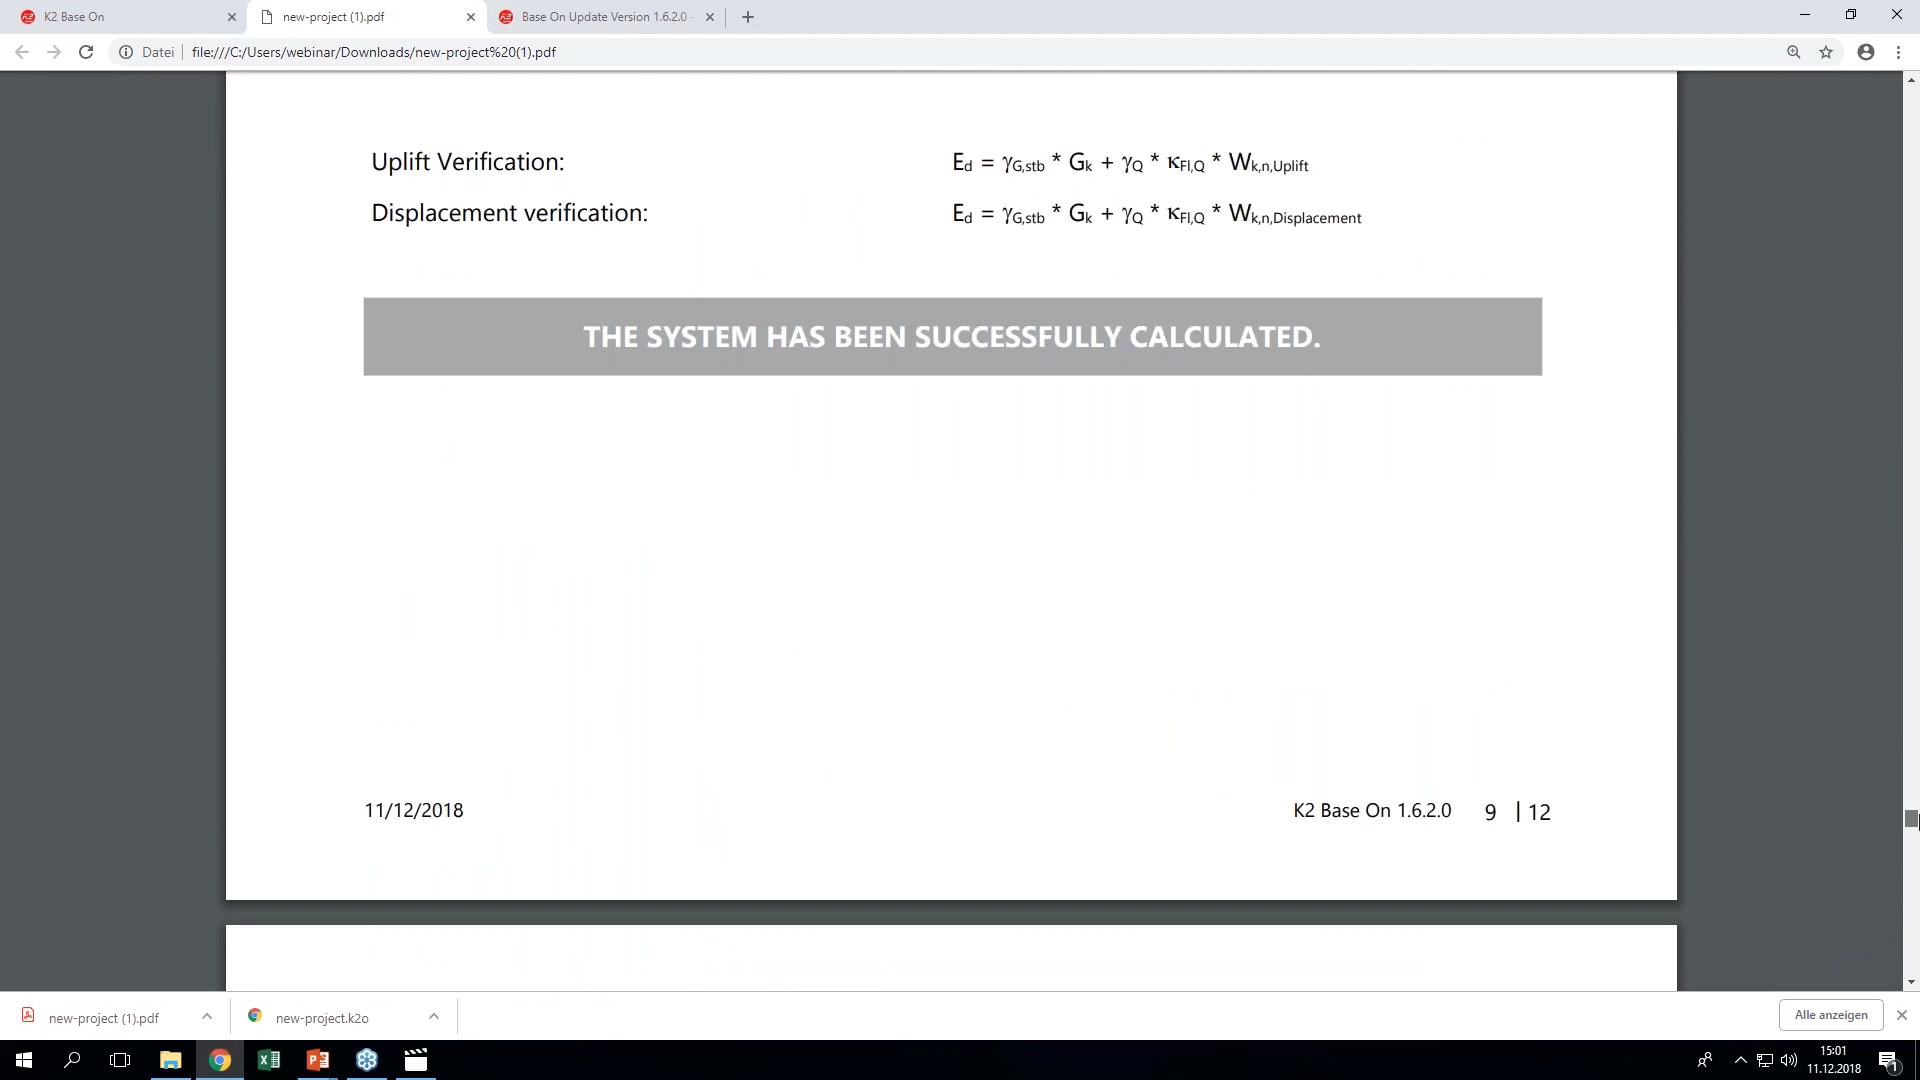 K2 Base On
new-project (1).pdf
Base On Update Version 1.6.2.0 -
Datei
file:///C:/Users/webinar/Downloads/new-project%20(1).pdf
Uplift Verification: Ed = γG,stb * Gk + γQ * κFl,Q * Wk,n,Uplift
Displacement verification: Ed = γG,stb * Gk + γQ * κFl,Q * Wk,n,Displacement
THE SYSTEM HAS BEEN SUCCESSFULLY CALCULATED.
11/12/2018 K2 Base On 1.6.2.0 9 | 12
new-project (1).pdf
new-project.k2o
Alle anzeigen
15:01
11.12.2018
1